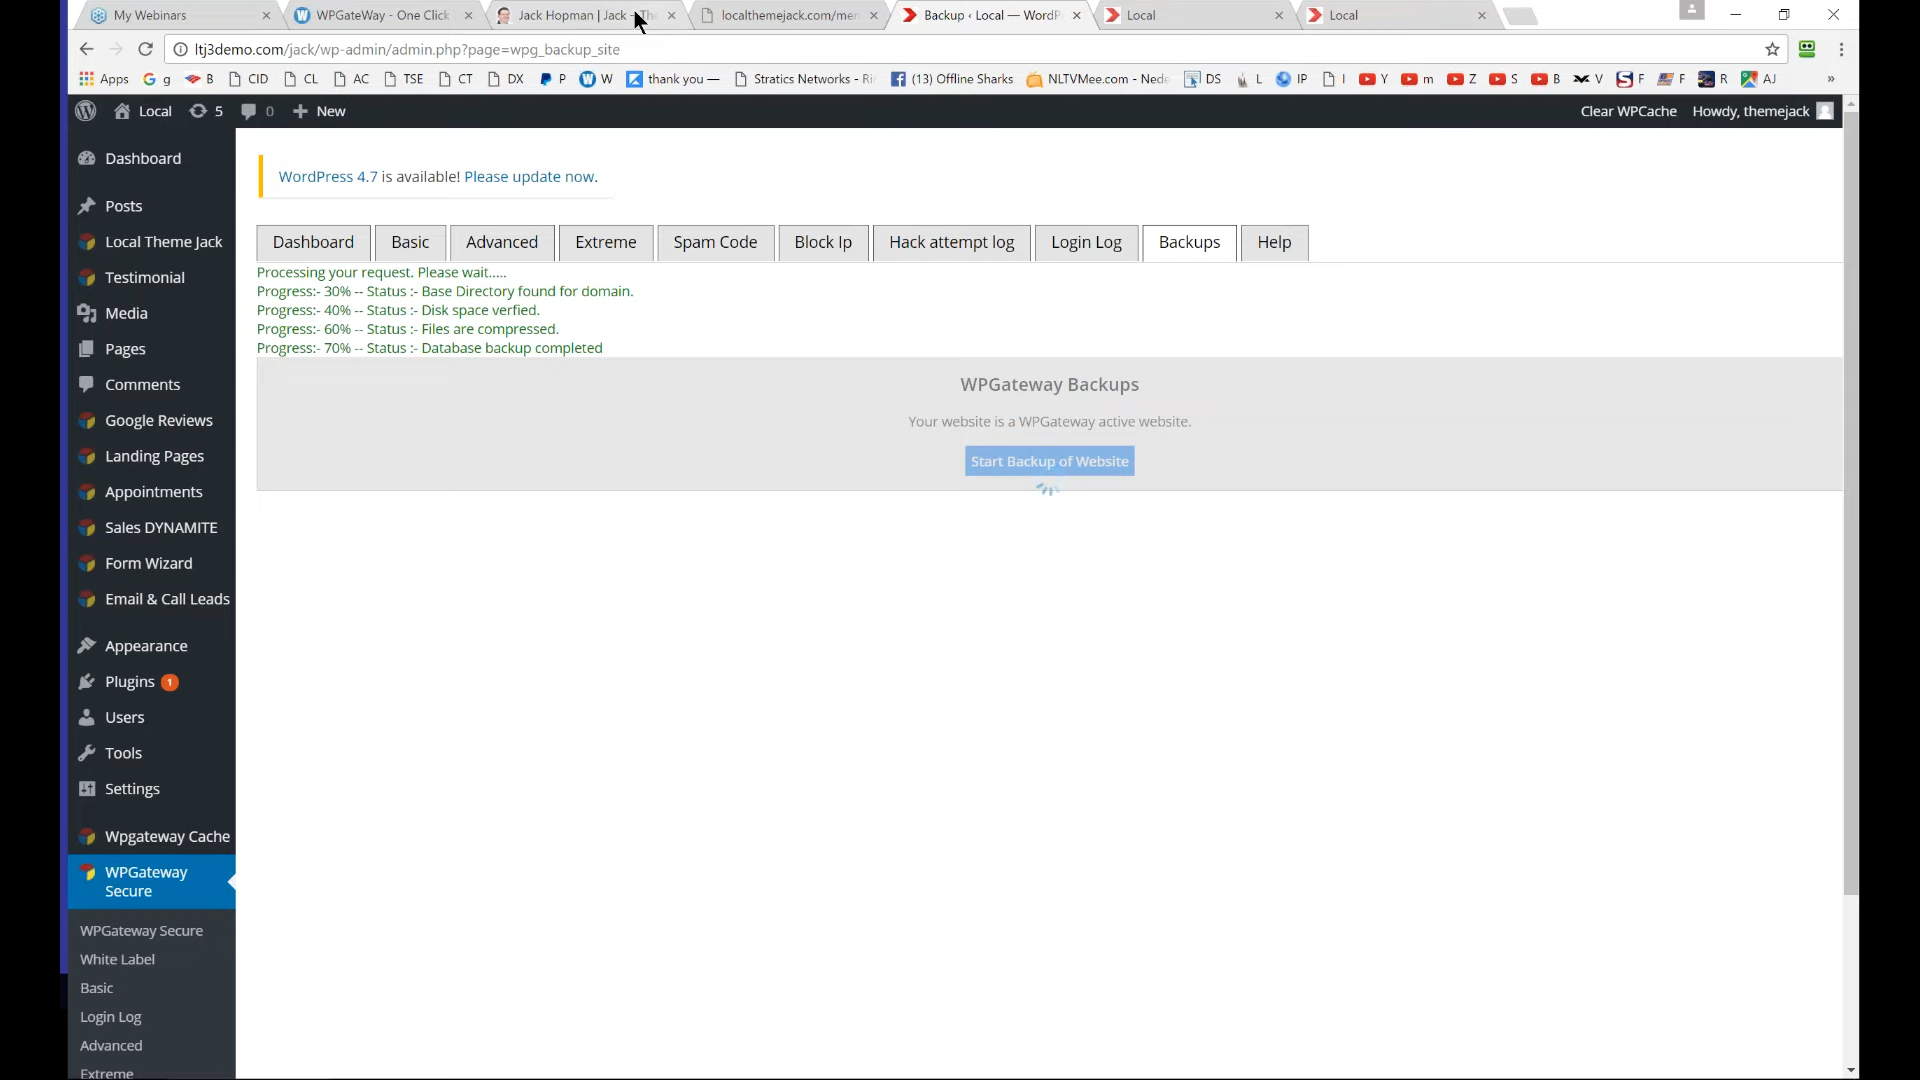 My Webinars
WPGateWay - One Click
Jack Hopman | Jack - The
localthemejack.com/mem
Backup ‹ Local — WordP
Local
Local
ltj3demo.com/jack/wp-admin/admin.php?page=wpg_backup_site
Apps
g
B
CID
CL
AC
TSE
CT
DX
P
W
thank you —
Stratics Networks - Rin
(13) Offline Sharks
NLTVMee.com - Nede
DS
L
IP
I
Y
m
Z
S
B
V
F
F
R
AJ
»
Local
5
0
New
Clear WPCache
Howdy, themejack
Dashboard
Posts
Local Theme Jack
Testimonial
Media
Pages
Comments
Google Reviews
Landing Pages
Appointments
Sales DYNAMITE
Form Wizard
Email & Call Leads
Appearance
Plugins 1
Users
Tools
Settings
Wpgateway Cache
WPGateway
Secure
WPGateway Secure
White Label
Basic
Login Log
Advanced
Extreme
WordPress 4.7 is available! Please update now.
Dashboard
Basic
Advanced
Extreme
Spam Code
Block Ip
Hack attempt log
Login Log
Backups
Help
Processing your request. Please wait.....
Progress:- 30% -- Status :- Base Directory found for domain.
Progress:- 40% -- Status :- Disk space verfied.
Progress:- 60% -- Status :- Files are compressed.
Progress:- 70% -- Status :- Database backup completed
WPGateway Backups
Your website is a WPGateway active website.
Start Backup of Website